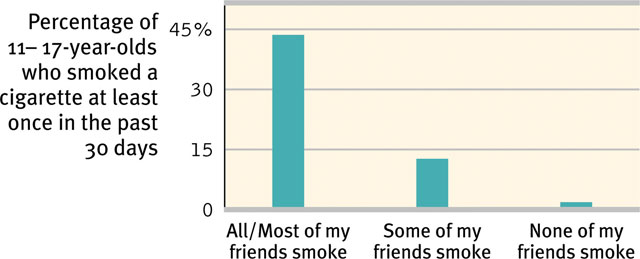 Percentage of
11– 17-year-olds
who smoked a
cigarette at least
once in the past
30 days
45%
30
15
0
All/Most of my
friends smoke
Some of my
friends smoke
None of my
friends smoke